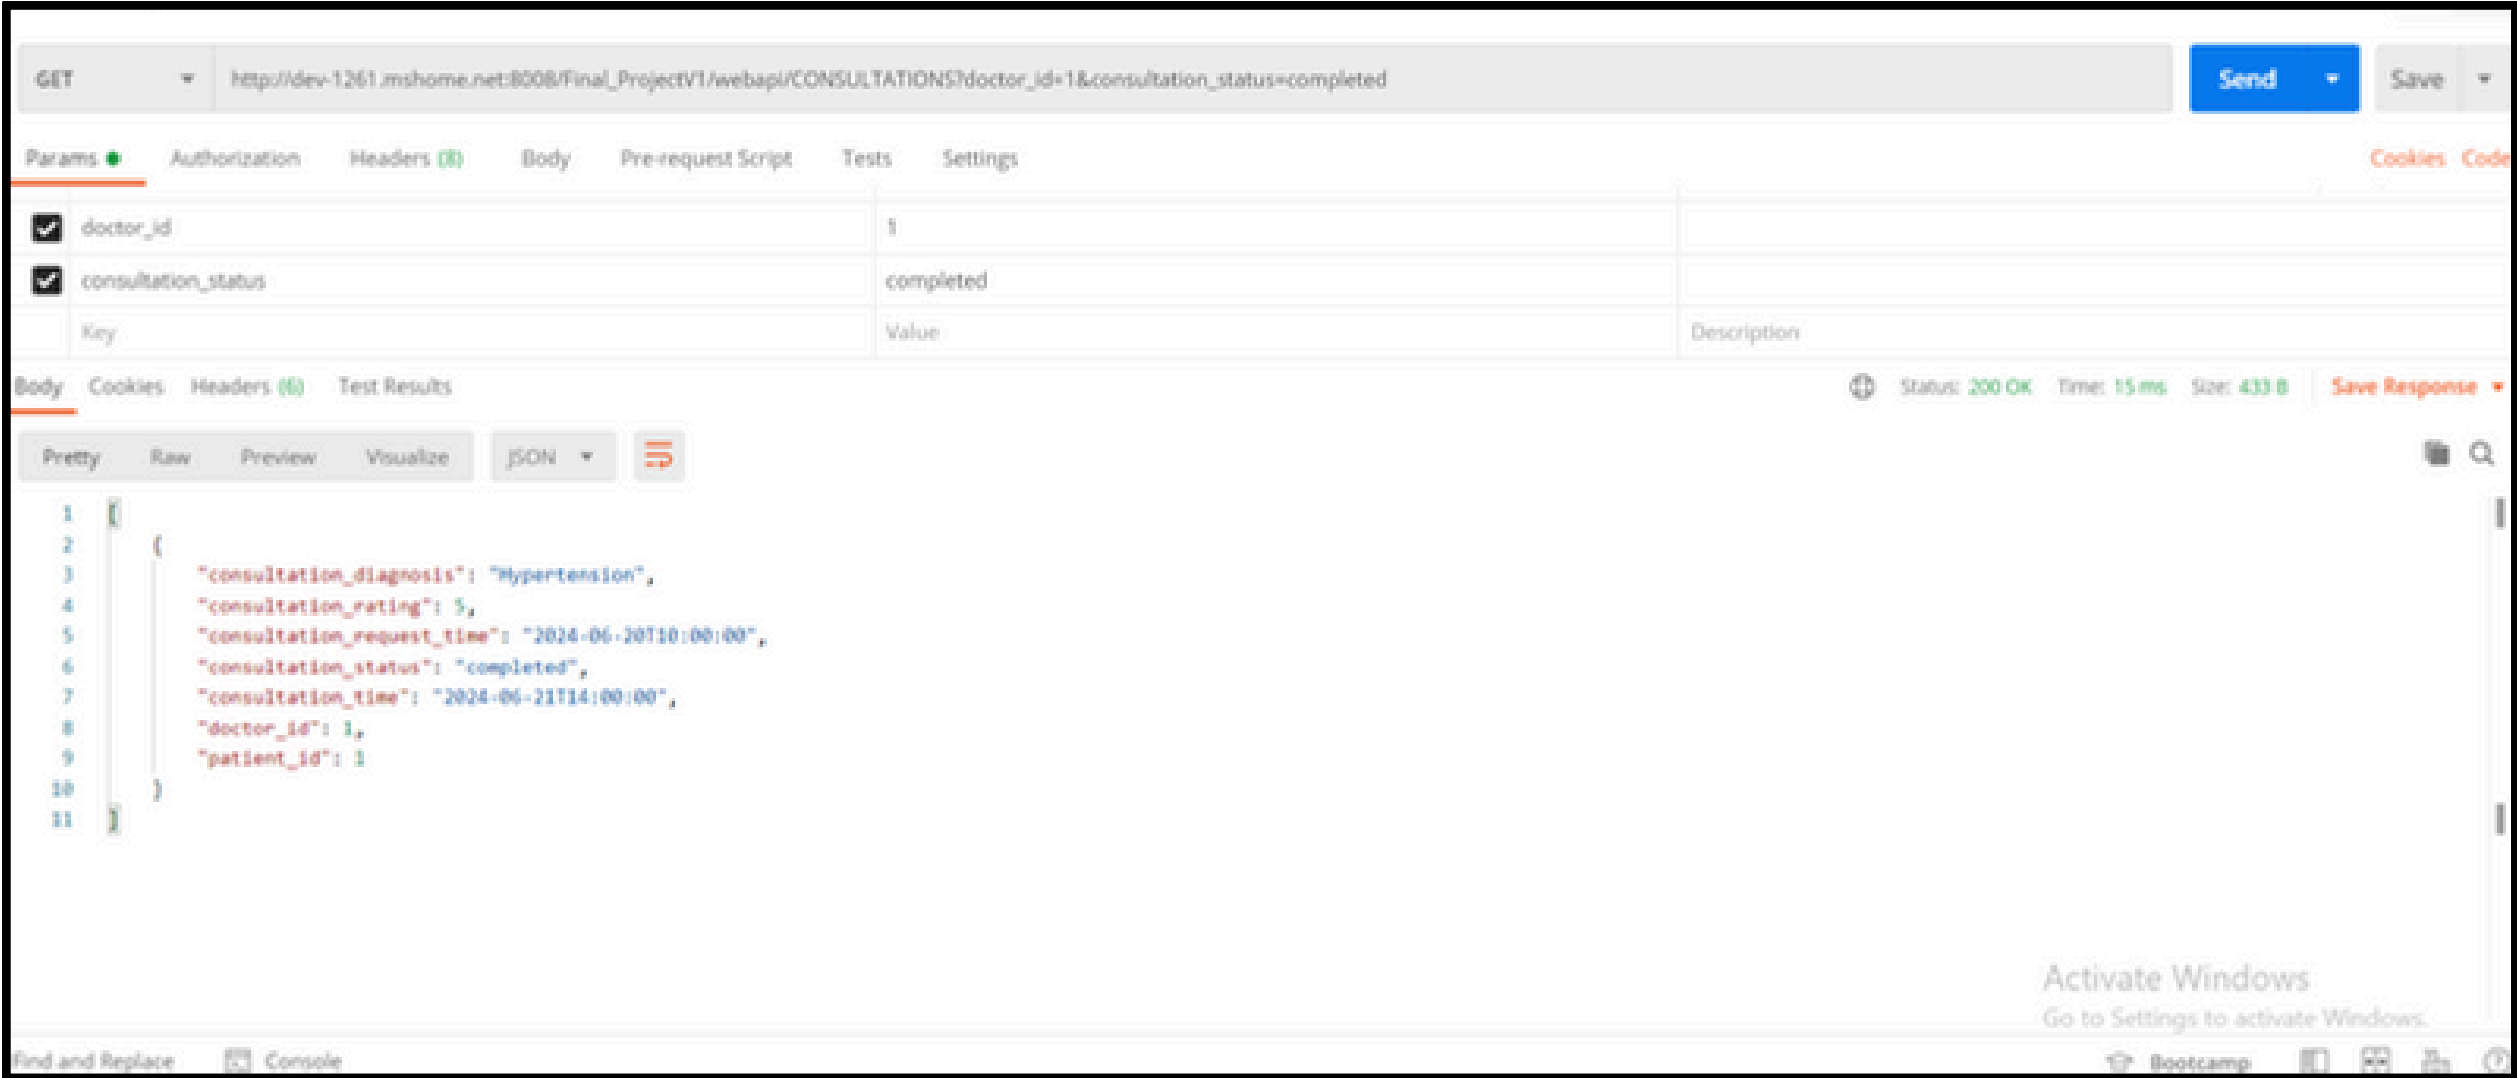 GET http://dev-1261.mshome.net:8008/Final_ProjectV1/webapi/CONSULTATIONS?doctor_id=1&consultation_status=completed Send Save
Params Authorization Headers (8) Body Pre-request Script Tests Settings Cookies Code
doctor_id 1
consultation_status completed
Key Value Description
Body Cookies Headers (6) Test Results Status: 200 OK Time: 15 ms Size: 433 B Save Response
Pretty Raw Preview Visualize JSON
1 [
2 {
3 "consultation_diagnosis": "Hypertension",
4 "consultation_rating": 5,
5 "consultation_request_time": "2024-06-20T10:00:00",
6 "consultation_status": "completed",
7 "consultation_time": "2024-06-21T14:00:00",
8 "doctor_id": 1,
9 "patient_id": 1
10 }
11 ]
Activate Windows
Go to Settings to activate Windows.
Find and Replace Console Bootcamp